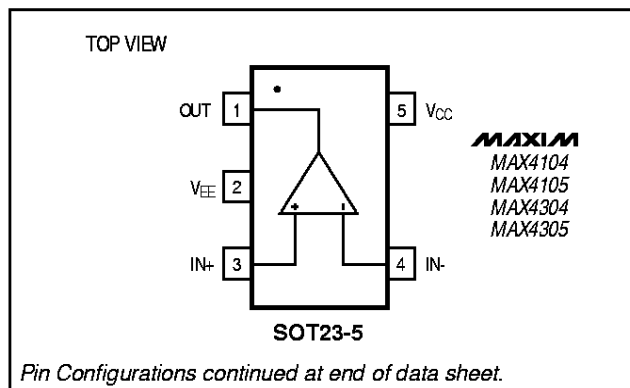 TOP VIEW
OUT 1
5 VCC
VEE 2
IN+ 3
4 IN-
+ -
SOT23-5
MAXIM
MAX4104
MAX4105
MAX4304
MAX4305
Pin Configurations continued at end of data sheet.